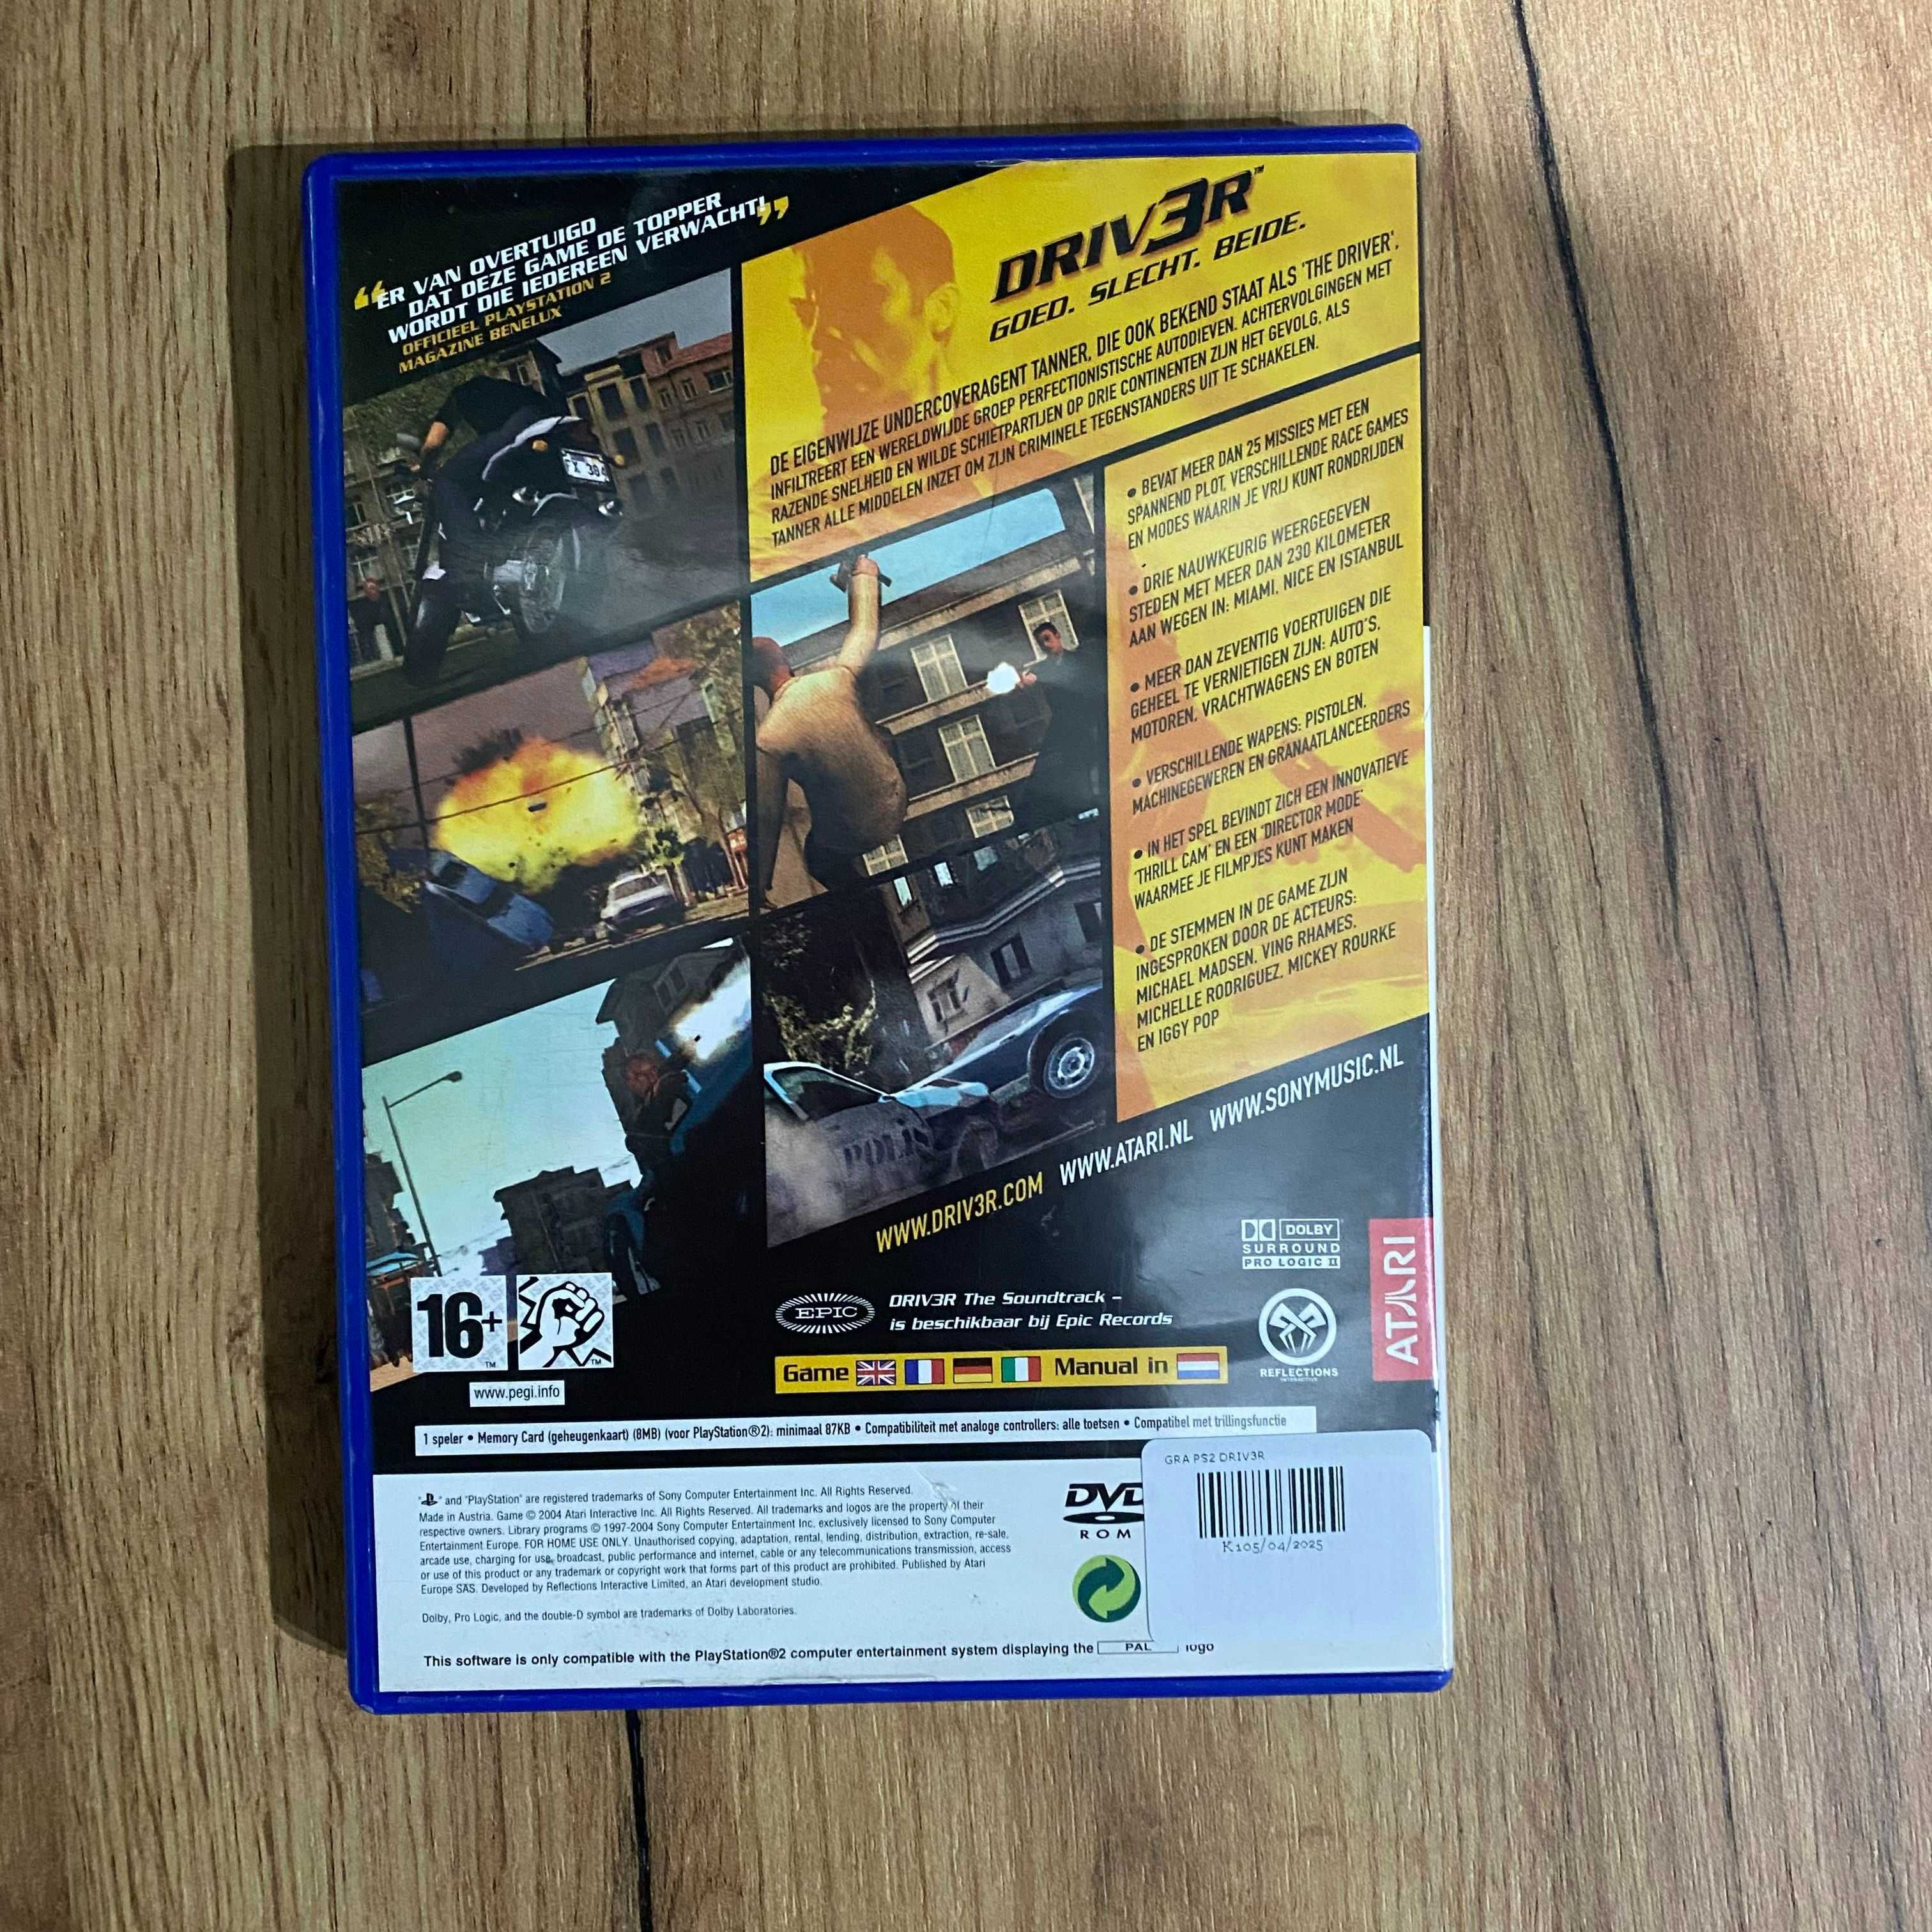 “ER VAN OVERTUIGD
DAT DEZE GAME DE TOPPER
WORDT DIE IEDEREEN VERWACHT!”
OFFICIEEL PLAYSTATION 2
MAGAZINE BENELUX
DRIV3R™
GOED. SLECHT. BEIDE.
DE EIGENWIJZE UNDERCOVERAGENT TANNER, DIE OOK BEKEND STAAT ALS 'THE DRIVER',
INFILTREERT EEN WERELDWIJDE GROEP PERFECTIONISTISCHE AUTODIEVEN. ACHTERVOLGINGEN MET
RAZENDE SNELHEID EN WILDE SCHIETPARTIJEN OP DRIE CONTINENTEN ZIJN HET GEVOLG, ALS
TANNER ALLE MIDDELEN INZET OM ZIJN CRIMINELE TEGENSTANDERS UIT TE SCHAKELEN.
• BEVAT MEER DAN 25 MISSIES MET EEN
SPANNEND PLOT, VERSCHILLENDE RACE GAMES
EN MODES WAARIN JE VRIJ KUNT RONDRIJDEN
• DRIE NAUWKEURIG WEERGEGEVEN
STEDEN MET MEER DAN 230 KILOMETER
AAN WEGEN IN: MIAMI, NICE EN ISTANBUL
• MEER DAN ZEVENTIG VOERTUIGEN DIE
GEHEEL TE VERNIETIGEN ZIJN: AUTO'S,
MOTOREN, VRACHTWAGENS EN BOTEN
• VERSCHILLENDE WAPENS: PISTOLEN,
MACHINEGEWEREN EN GRANAATLANCEERDERS
• IN HET SPEL BEVINDT ZICH EEN INNOVATIEVE
'THRILL CAM' EN EEN 'DIRECTOR MODE'
WAARMEE JE FILMPJES KUNT MAKEN
• DE STEMMEN IN DE GAME ZIJN
INGESPROKEN DOOR DE ACTEURS:
MICHAEL MADSEN, VING RHAMES,
MICHELLE RODRIGUEZ, MICKEY ROURKE
EN IGGY POP
POLIS
WWW.DRIV3R.COM WWW.ATARI.NL WWW.SONYMUSIC.NL
DOLBY
SURROUND
PRO LOGIC II
ATARI
16+
™
™
www.pegi.info
EPIC
DRIV3R The Soundtrack –
is beschikbaar bij Epic Records
Game Manual in
REFLECTIONS
INTERACTIVE
1 speler • Memory Card (geheugenkaart) (8MB) (voor PlayStation®2): minimaal 87KB • Compatibiliteit met analoge controllers: alle toetsen • Compatibel met trillingsfunctie
" " and "PlayStation" are registered trademarks of Sony Computer Entertainment Inc. All Rights Reserved.
Made in Austria. Game © 2004 Atari Interactive Inc. All Rights Reserved. All trademarks and logos are the property of their
respective owners. Library programs © 1997-2004 Sony Computer Entertainment Inc. exclusively licensed to Sony Computer
Entertainment Europe. FOR HOME USE ONLY. Unauthorised copying, adaptation, rental, lending, distribution, extraction, re-sale,
arcade use, charging for use, broadcast, public performance and internet, cable or any telecommunications transmission, access
or use of this product or any trademark or copyright work that forms part of this product are prohibited. Published by Atari
Europe SAS. Developed by Reflections Interactive Limited, an Atari development studio.
Dolby, Pro Logic, and the double-D symbol are trademarks of Dolby Laboratories.
This software is only compatible with the PlayStation®2 computer entertainment system displaying the PAL logo
DVD
ROM
GRA PS2 DRIV3R
K105/04/2025